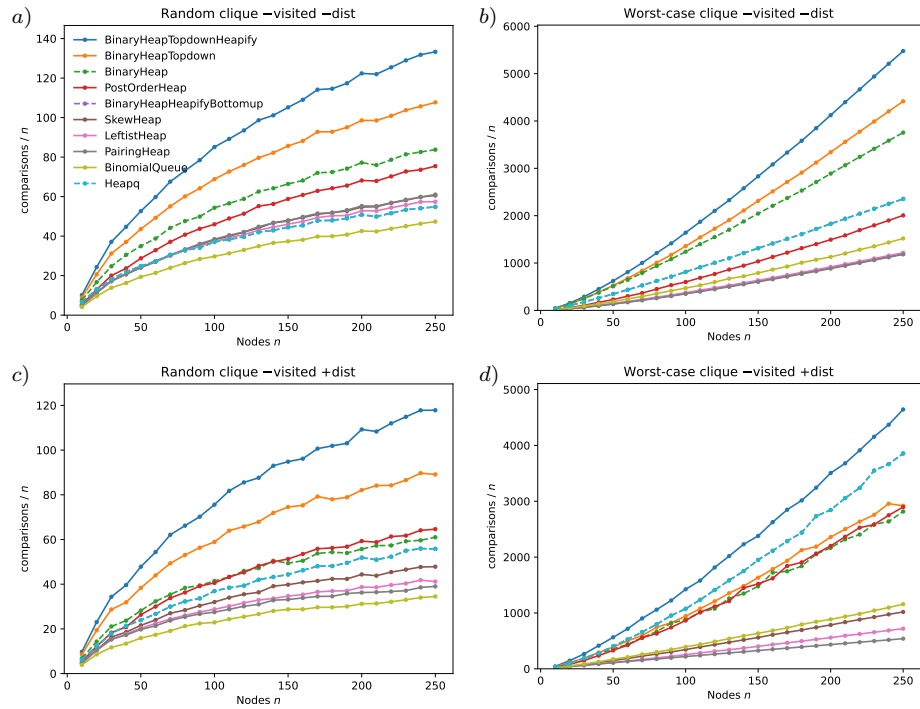 a)
Random clique −visited −dist
140
120
100
80
60
40
20
0
comparisons / n
BinaryHeapTopdownHeapify
BinaryHeapTopdown
BinaryHeap
PostOrderHeap
BinaryHeapHeapifyBottomup
SkewHeap
LeftistHeap
PairingHeap
BinomialQueue
Heapq
0 50 100 150 200 250
Nodes n
b)
Worst-case clique −visited −dist
6000
5000
4000
3000
2000
1000
0
comparisons / n
0 50 100 150 200 250
Nodes n
c)
Random clique −visited +dist
120
100
80
60
40
20
0
comparisons / n
0 50 100 150 200 250
Nodes n
d)
Worst-case clique −visited +dist
5000
4000
3000
2000
1000
0
comparisons / n
0 50 100 150 200 250
Nodes n